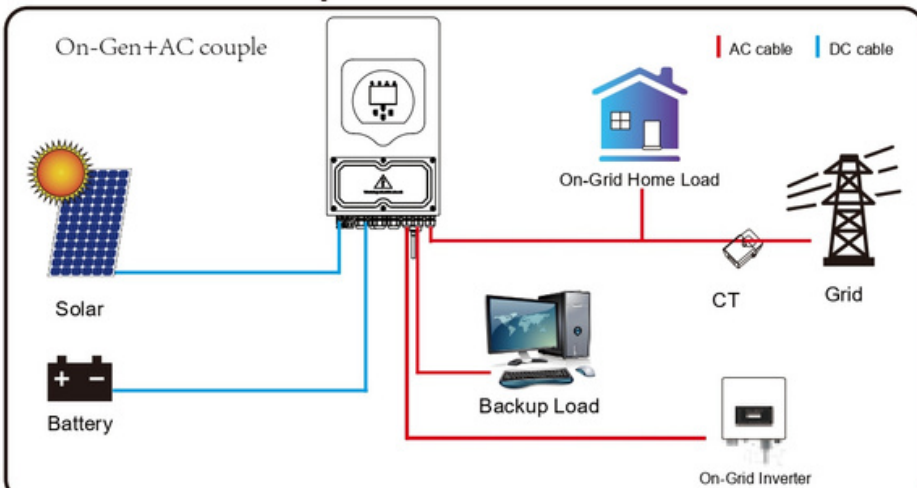 On-Gen+AC couple
AC cable
DC cable
On-Grid Home Load
Solar
CT
Grid
Battery
+ −
Backup Load
On-Grid Inverter